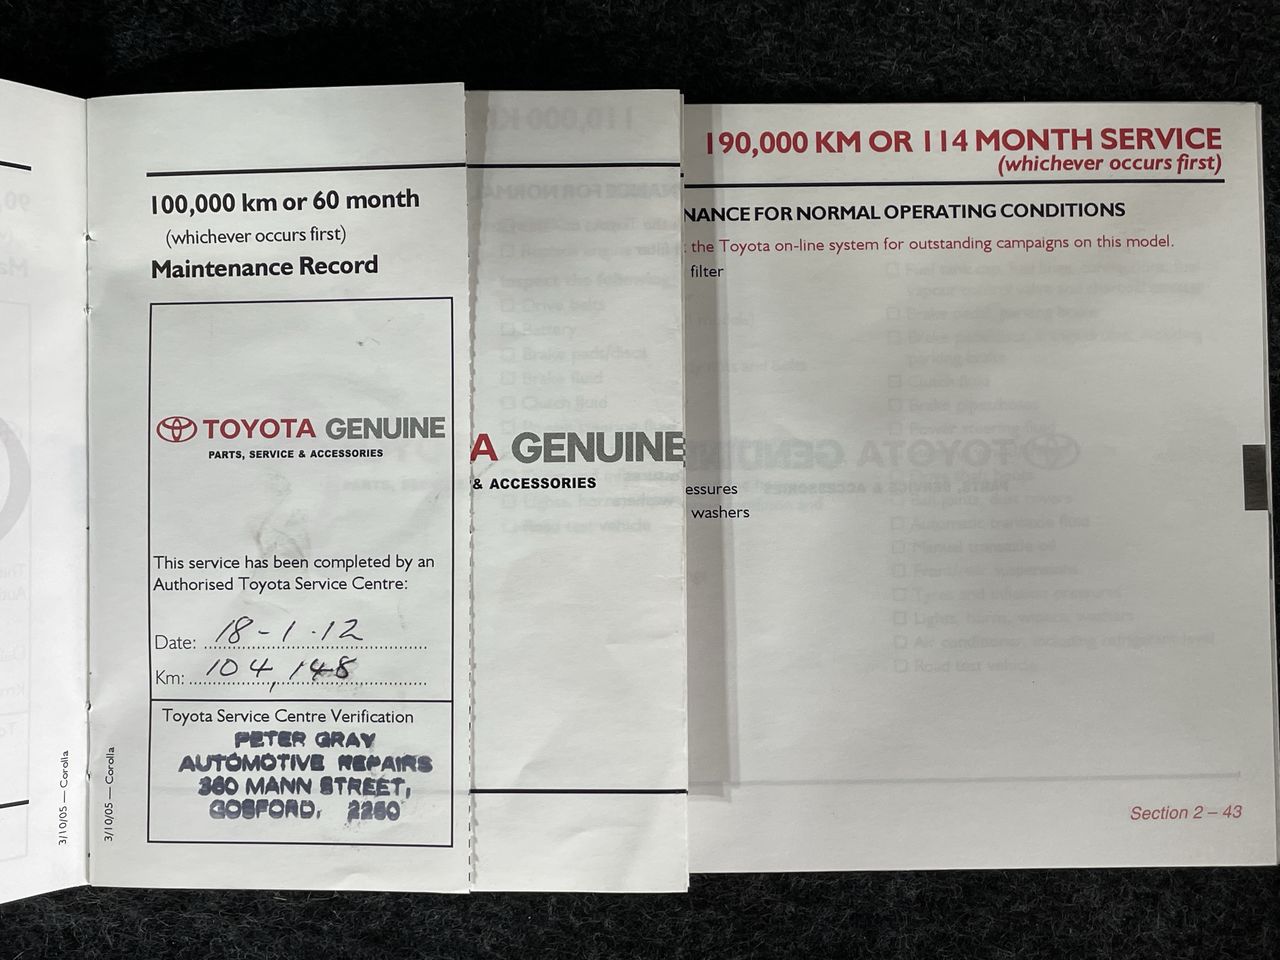 100,000 km or 60 month
(whichever occurs first)
Maintenance Record
TOYOTA GENUINE
PARTS, SERVICE & ACCESSORIES
This service has been completed by an
Authorised Toyota Service Centre:
Date: 18-1.12
Km: 104,148
Toyota Service Centre Verification
PETER GRAY
AUTOMOTIVE REPAIRS
360 MANN STREET,
GOSFORD, 2250
3/10/05 — Corolla
3/10/05 — Corolla
A GENUINE
& ACCESSORIES
190,000 KM OR 114 MONTH SERVICE
(whichever occurs first)
NANCE FOR NORMAL OPERATING CONDITIONS
the Toyota on-line system for outstanding campaigns on this model.
filter
essures
washers
Section 2 – 43